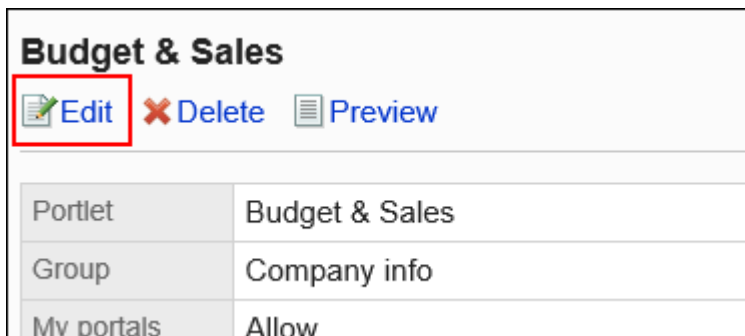 Budget & Sales
Edit Delete Preview
Portlet Budget & Sales
Group Company info
My portals Allow